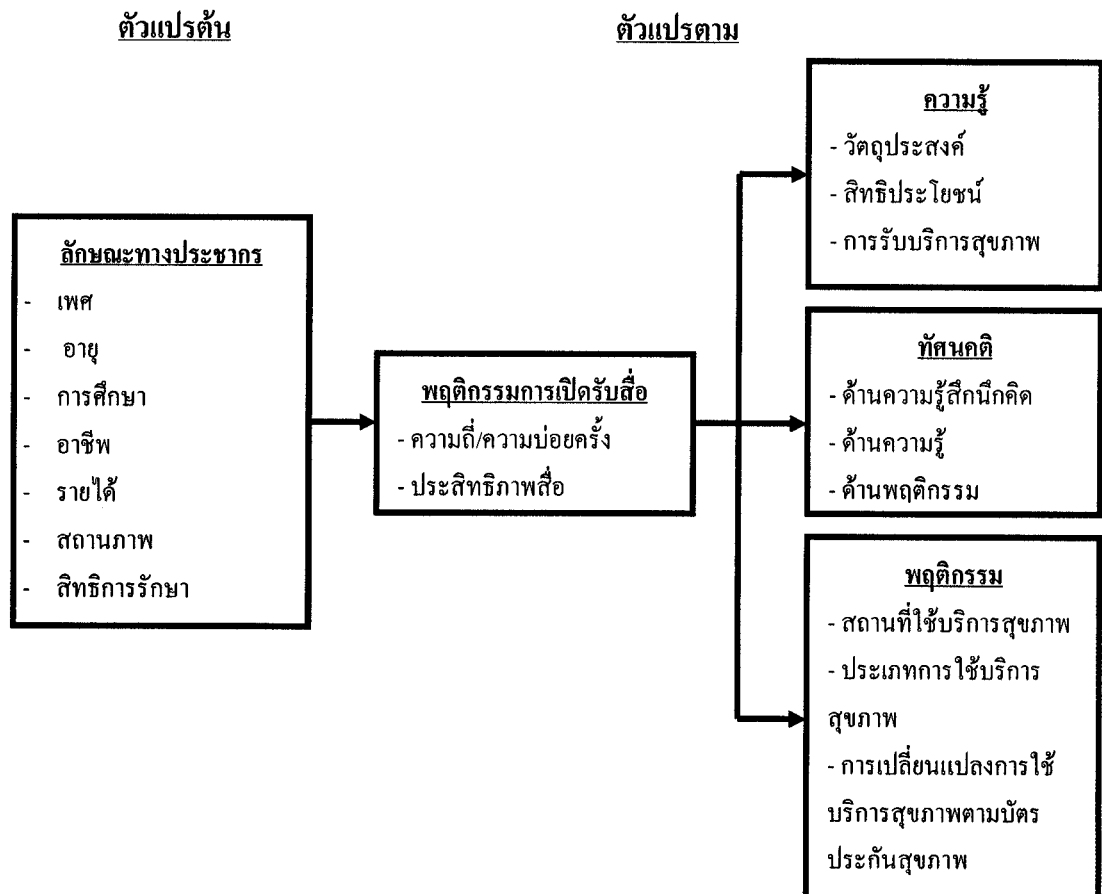 ตัวแปรต้น
ตัวแปรตาม
ลักษณะทางประชากร
- เพศ
- อายุ
- การศึกษา
- อาชีพ
- รายได้
- สถานภาพ
- สิทธิการรักษา
พฤติกรรมการเปิดรับสื่อ
- ความถี่/ความบ่อยครั้ง
- ประสิทธิภาพสื่อ
ความรู้
- วัตถุประสงค์
- สิทธิประโยชน์
- การรับบริการสุขภาพ
ทัศนคติ
- ด้านความรู้สึกนึกคิด
- ด้านความรู้
- ด้านพฤติกรรม
พฤติกรรม
- สถานที่ใช้บริการสุขภาพ
- ประเภทการใช้บริการ
สุขภาพ
- การเปลี่ยนแปลงการใช้
บริการสุขภาพตามบัตร
ประกันสุขภาพ